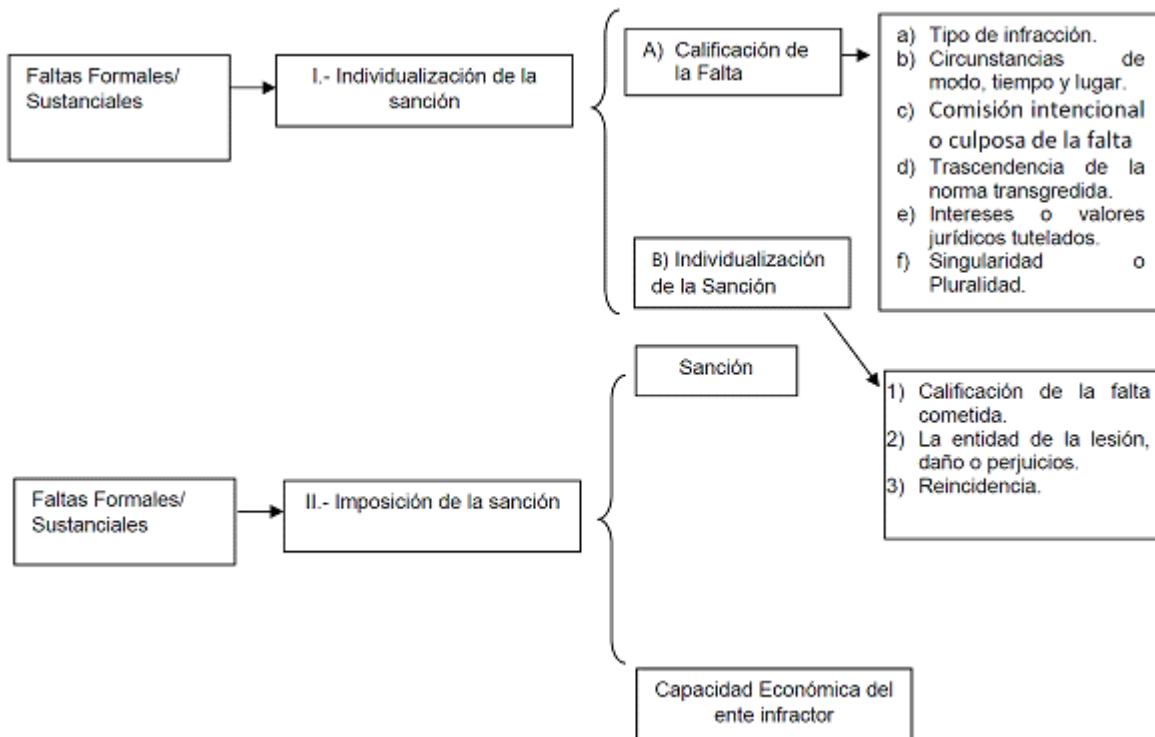 Faltas Formales/
Sustanciales
I.- Individualización de la
sanción
A) Calificación de
la Falta
a) Tipo de infracción.
b) Circunstancias de
modo, tiempo y lugar.
c) Comisión intencional
o culposa de la falta
d) Trascendencia de la
norma transgredida.
e) Intereses o valores
jurídicos tutelados.
f) Singularidad o
Pluralidad.
B) Individualización
de la Sanción
1) Calificación de la falta
cometida.
2) La entidad de la lesión,
daño o perjuicios.
3) Reincidencia.
Faltas Formales/
Sustanciales
II.- Imposición de la sanción
Sanción
Capacidad Económica del
ente infractor